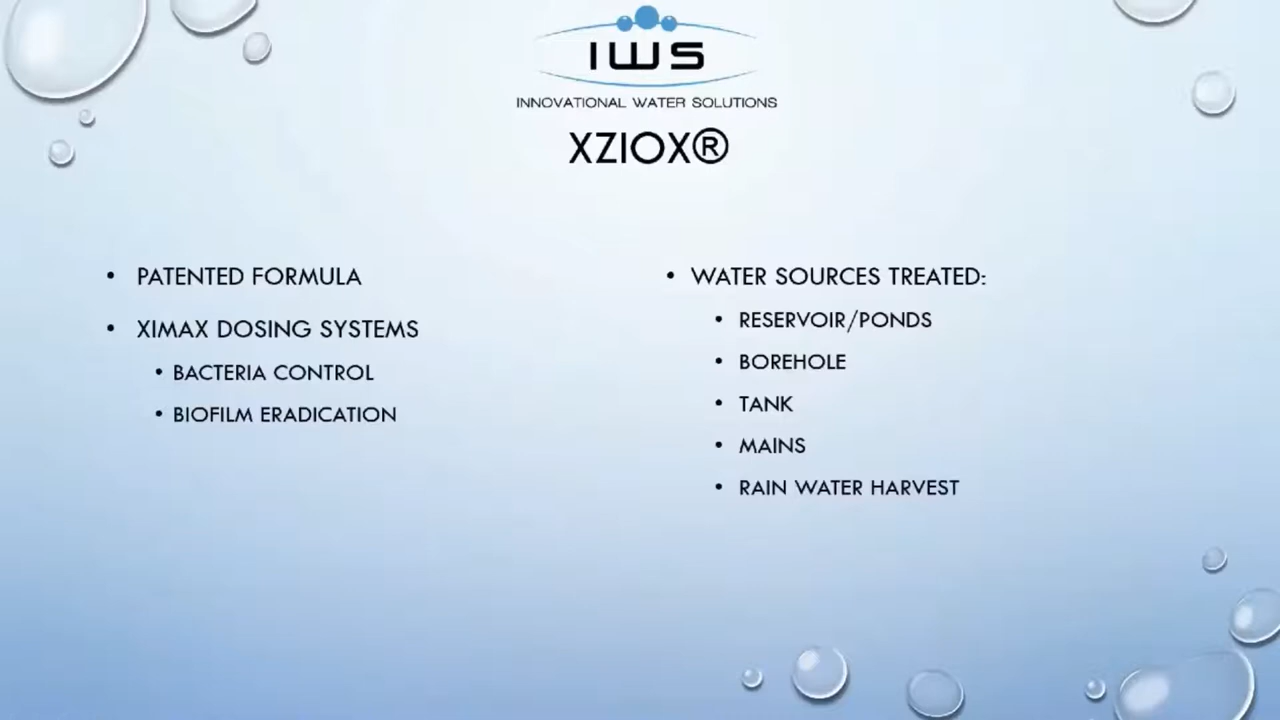 IWS
INNOVATIONAL WATER SOLUTIONS
XZIOX®
• PATENTED FORMULA
• XIMAX DOSING SYSTEMS
• BACTERIA CONTROL
• BIOFILM ERADICATION
• WATER SOURCES TREATED:
• RESERVOIR/PONDS
• BOREHOLE
• TANK
• MAINS
• RAIN WATER HARVEST